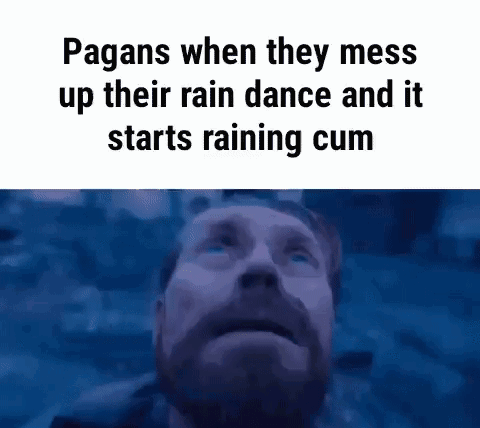 Pagans when they mess
up their rain dance and it
starts raining cum